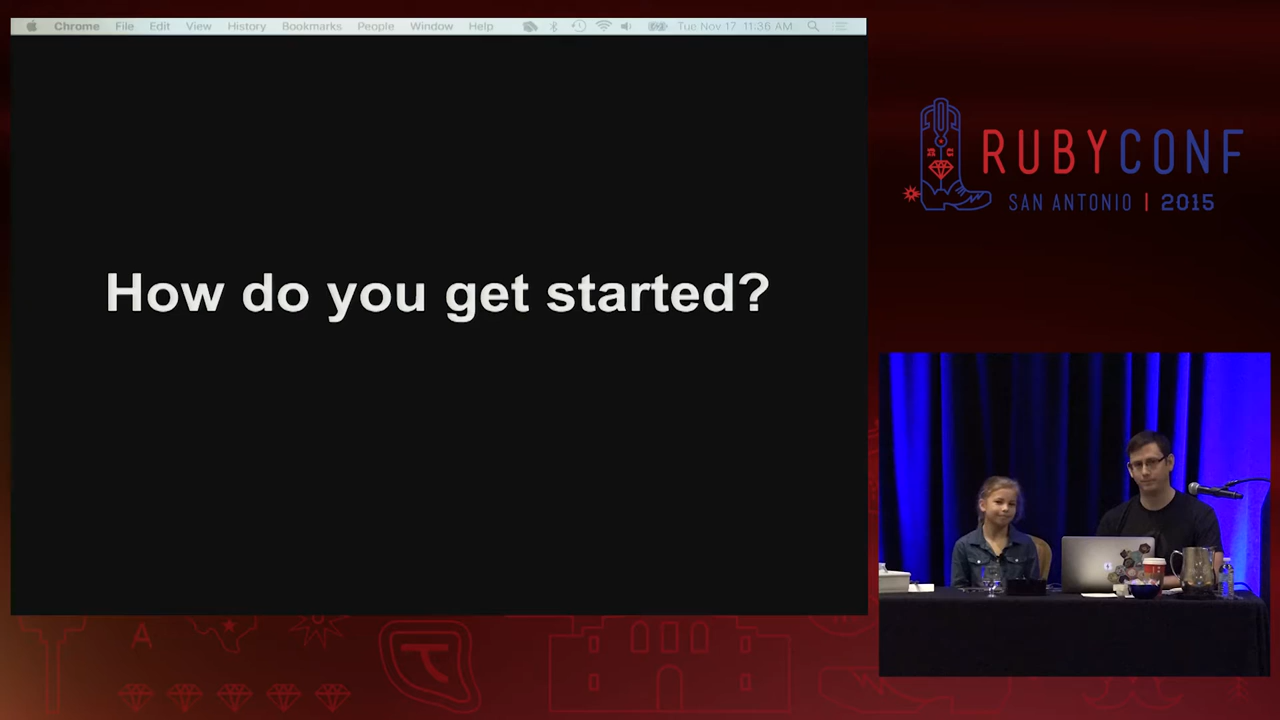 Chrome File Edit View History Bookmarks People Window Help Tue Nov 17 11:36 AM
How do you get started?
RUBYCONF
SAN ANTONIO | 2015
A
T